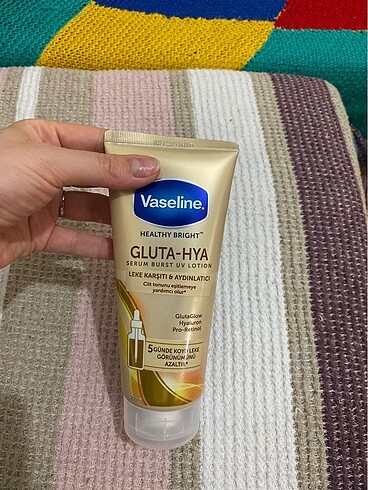 Vaseline.
HEALTHY BRIGHT™
GLUTA-HYA
SERUM BURST UV LOTION
LEKE KARŞITI & AYDINLATICI
Cilt tonunu eşitlemeye
yardımcı olur*
GlutaGlow
Hyaluron
Pro-Retinol
5 GÜNDE KOYU LEKE
GÖRÜNÜMÜNÜ
AZALTIR*